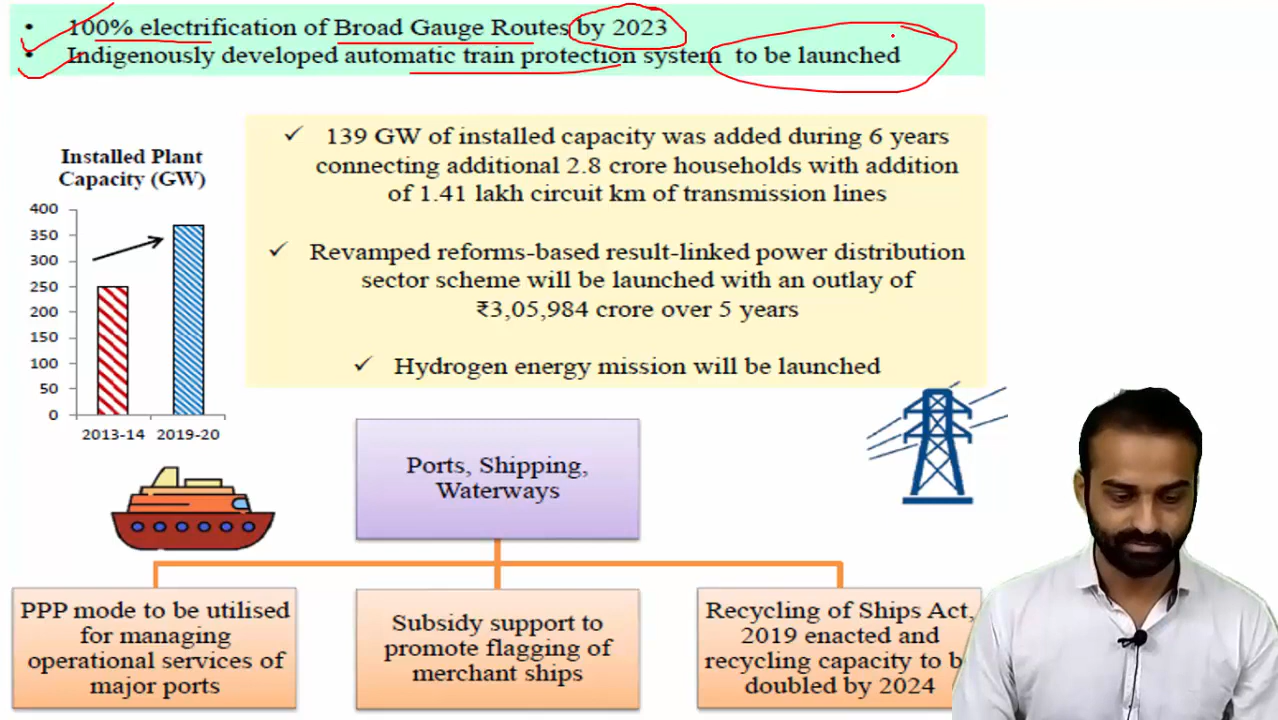 • 100% electrification of Broad Gauge Routes by 2023
• Indigenously developed automatic train protection system to be launched
✓ 139 GW of installed capacity was added during 6 years
connecting additional 2.8 crore households with addition
of 1.41 lakh circuit km of transmission lines
✓ Revamped reforms-based result-linked power distribution
sector scheme will be launched with an outlay of
₹3,05,984 crore over 5 years
✓ Hydrogen energy mission will be launched
Installed Plant
Capacity (GW)
400
350
300
250
200
150
100
50
0
2013-14 2019-20
Ports, Shipping,
Waterways
PPP mode to be utilised
for managing
operational services of
major ports
Subsidy support to
promote flagging of
merchant ships
Recycling of Ships Act,
2019 enacted and
recycling capacity to b
doubled by 2024